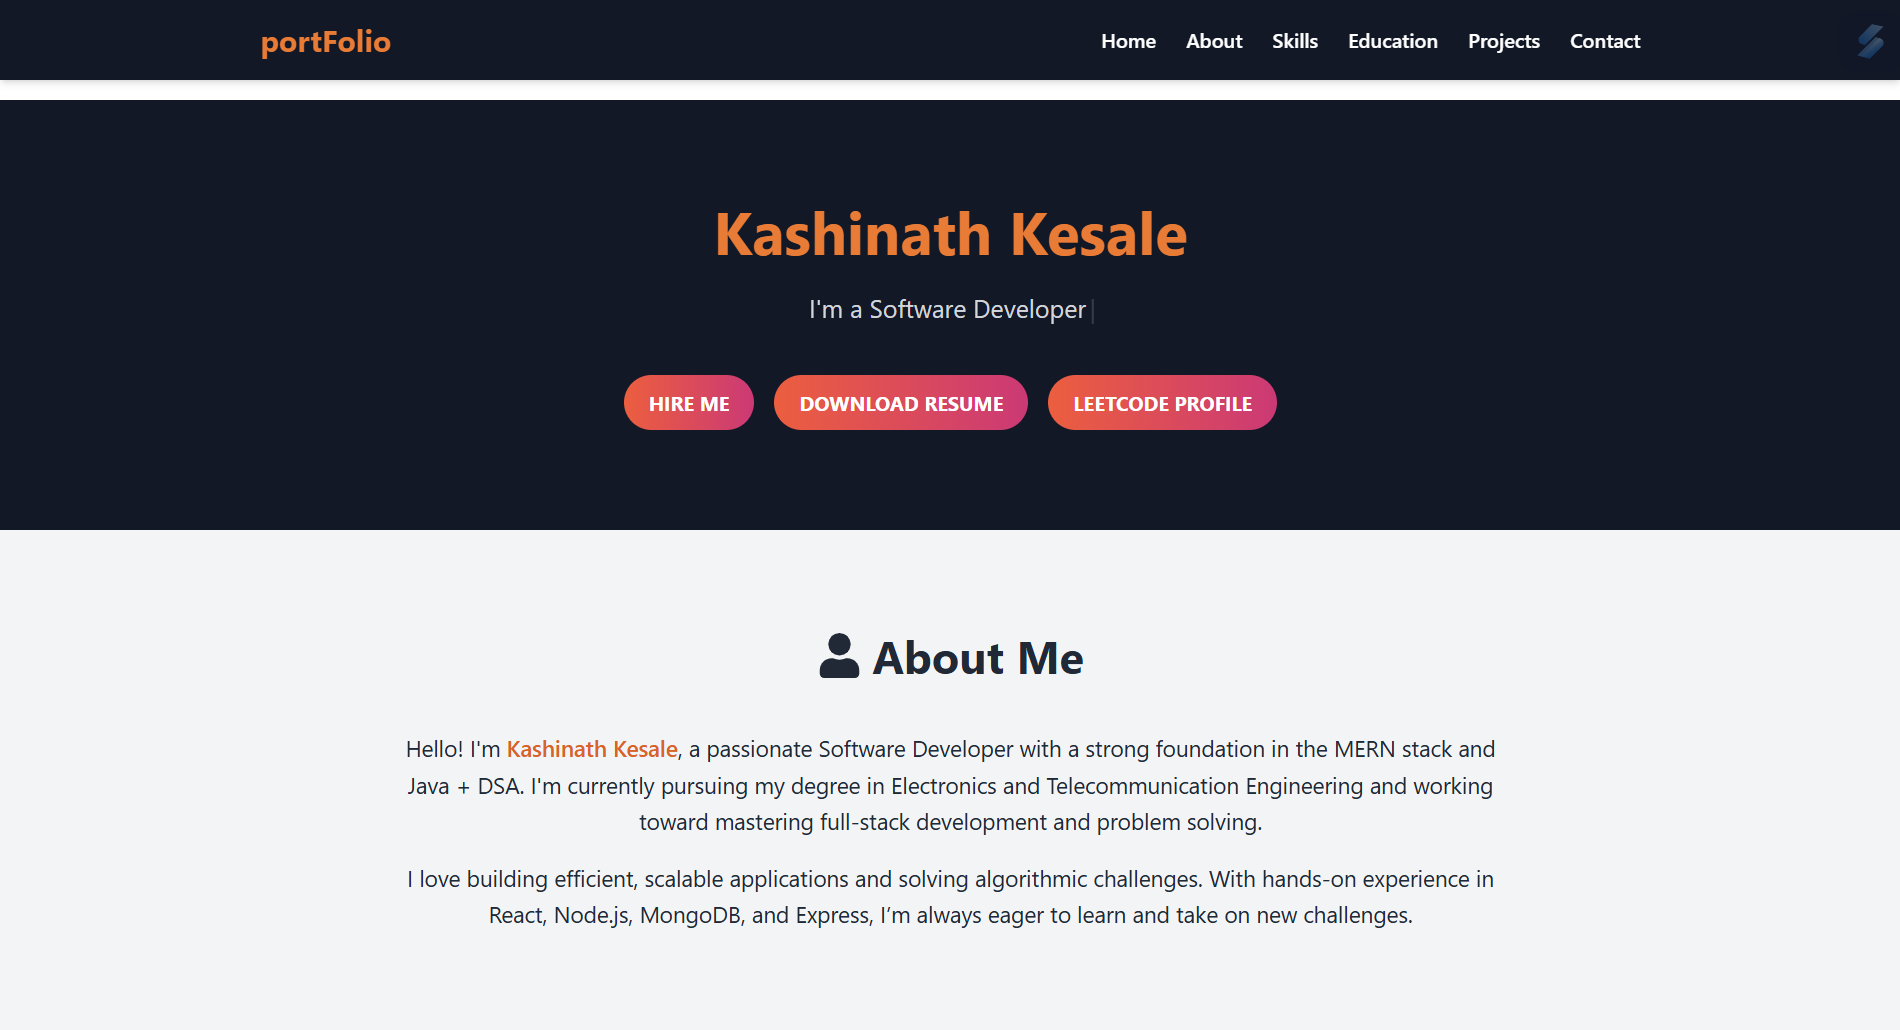 portFolio
Home About Skills Education Projects Contact
Kashinath Kesale
I'm a Software Developer|
HIRE ME
DOWNLOAD RESUME
LEETCODE PROFILE
About Me
Hello! I'm Kashinath Kesale, a passionate Software Developer with a strong foundation in the MERN stack and
Java + DSA. I'm currently pursuing my degree in Electronics and Telecommunication Engineering and working
toward mastering full-stack development and problem solving.
I love building efficient, scalable applications and solving algorithmic challenges. With hands-on experience in
React, Node.js, MongoDB, and Express, I’m always eager to learn and take on new challenges.